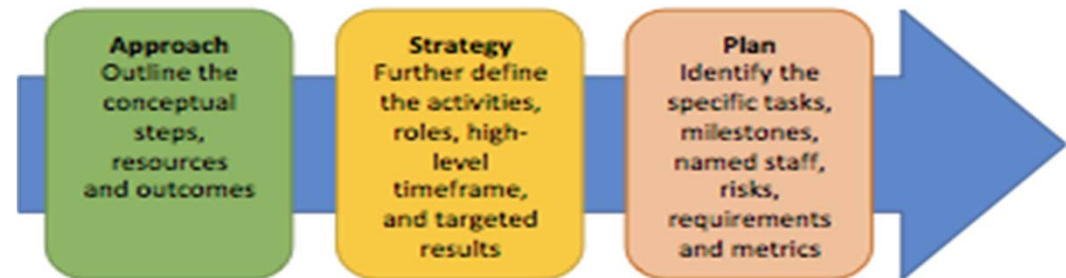 Approach
Outline the
conceptual
steps,
resources
and outcomes
Strategy
Further define
the activities,
roles, high-
level
timeframe,
and targeted
results
Plan
Identify the
specific tasks,
milestones,
named staff,
risks,
requirements
and metrics